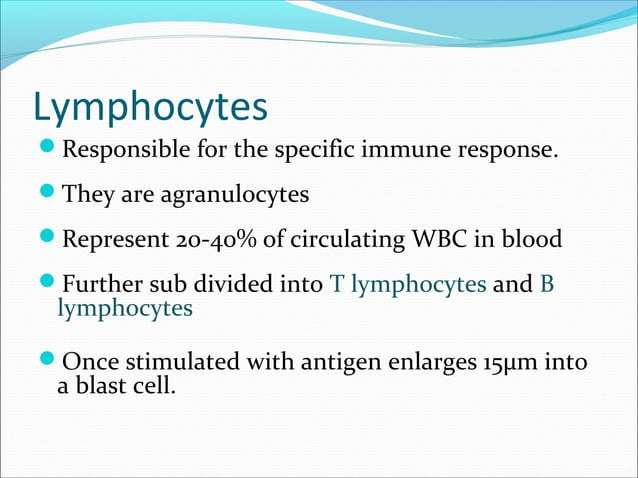 Lymphocytes
Responsible for the specific immune response.
They are agranulocytes
Represent 20-40% of circulating WBC in blood
Further sub divided into T lymphocytes and B
lymphocytes
Once stimulated with antigen enlarges 15µm into
a blast cell.